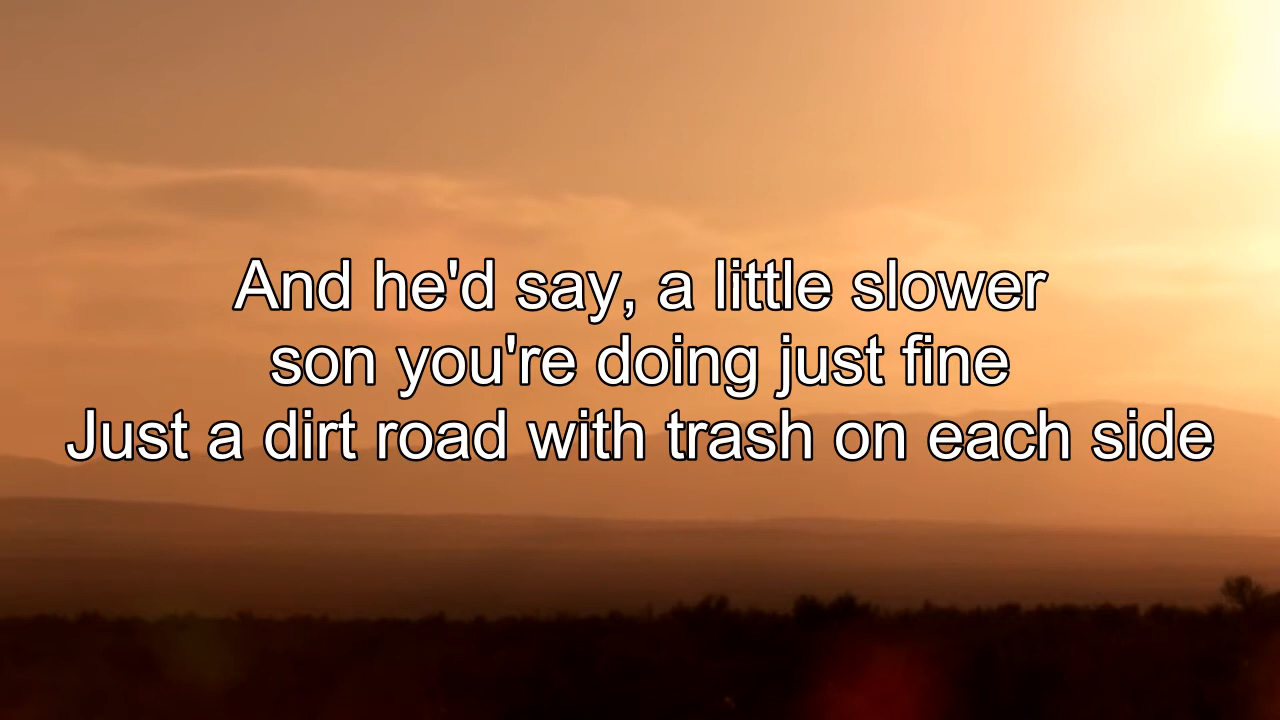 And he'd say, a little slower
son you're doing just fine
Just a dirt road with trash on each side